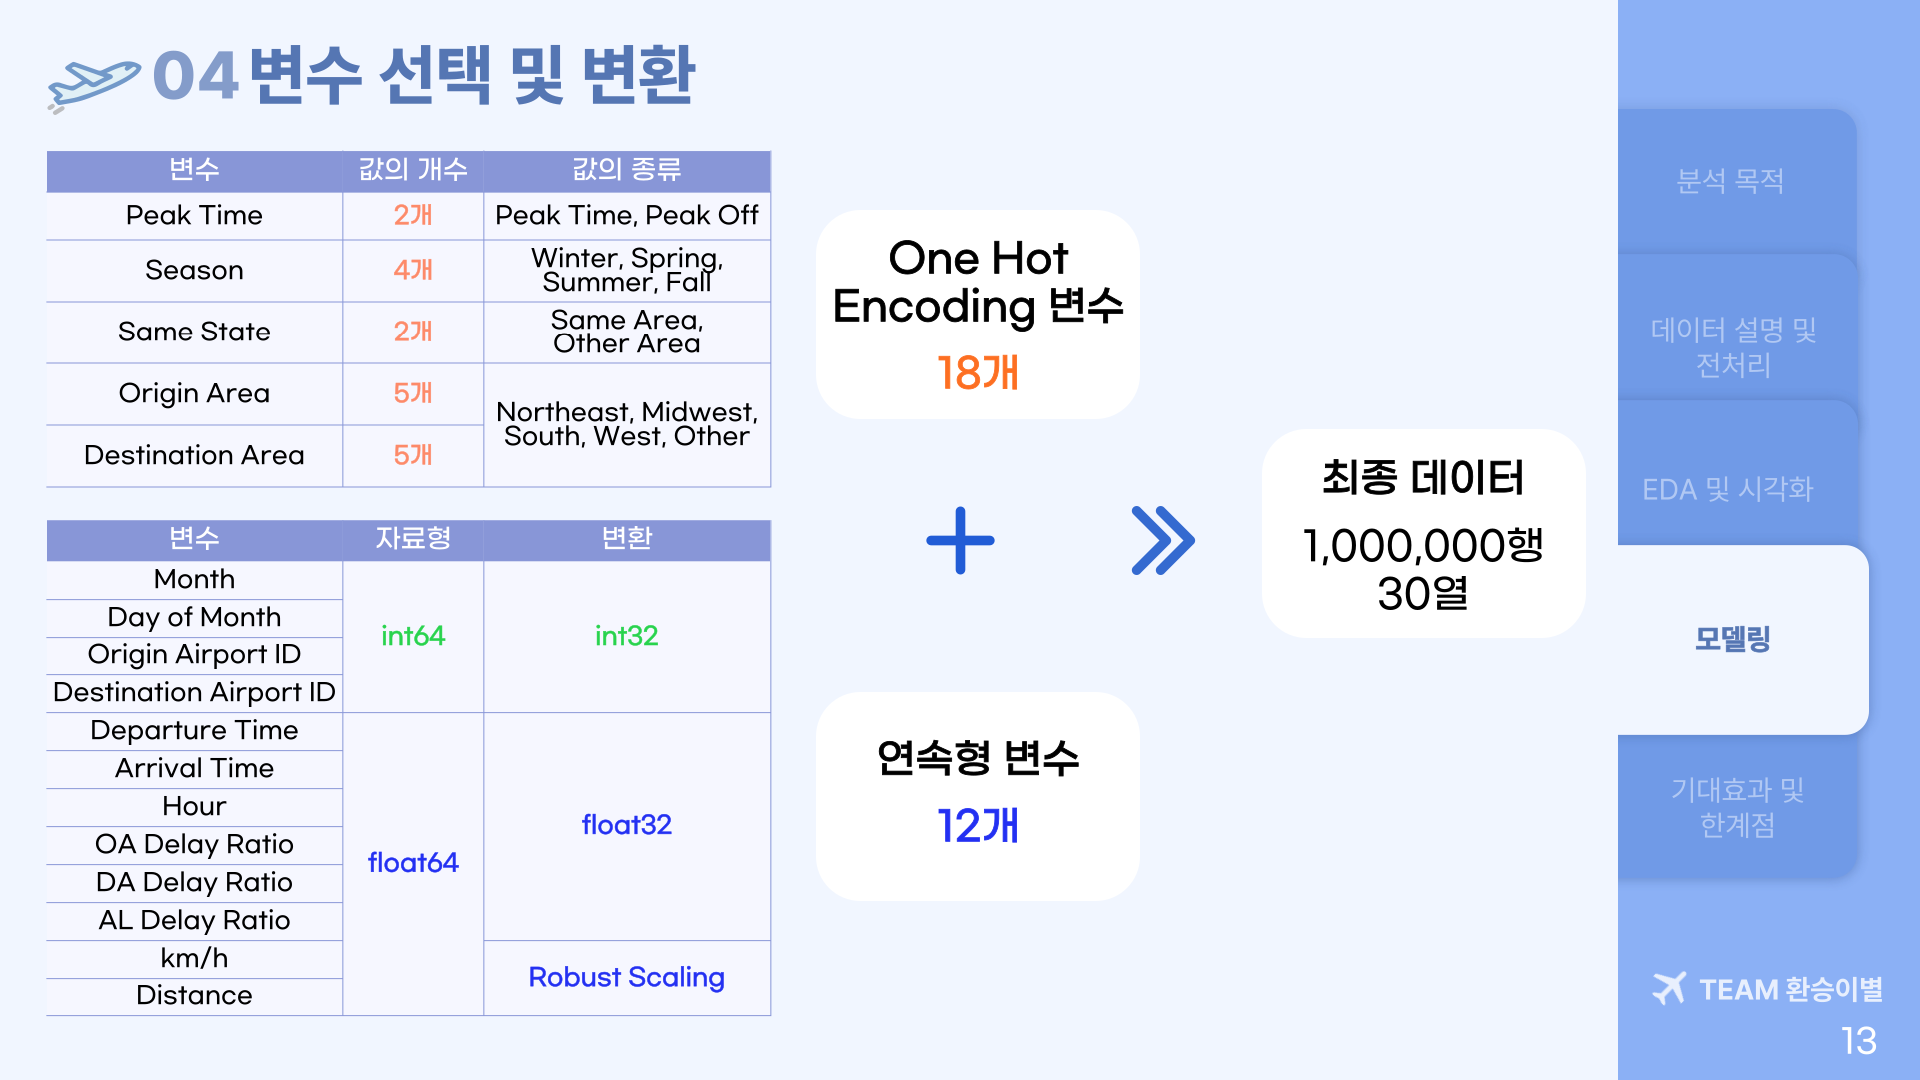 04 변수 선택 및 변환
변수 값의 개수 값의 종류
Peak Time 2개 Peak Time, Peak Off
Season 4개 Winter, Spring,
Summer, Fall
Same State 2개 Same Area,
Other Area
Origin Area 5개
Northeast, Midwest,
South, West, Other
Destination Area 5개
변수 자료형 변환
Month
Day of Month
int64 int32
Origin Airport ID
Destination Airport ID
Departure Time
Arrival Time
Hour
float32
OA Delay Ratio
float64
DA Delay Ratio
AL Delay Ratio
km/h
Robust Scaling
Distance
One Hot
Encoding 변수
18개
연속형 변수
12개
최종 데이터
1,000,000행
30열
분석 목적
데이터 설명 및
전처리
EDA 및 시각화
모델링
기대효과 및
한계점
TEAM 환승이별
13